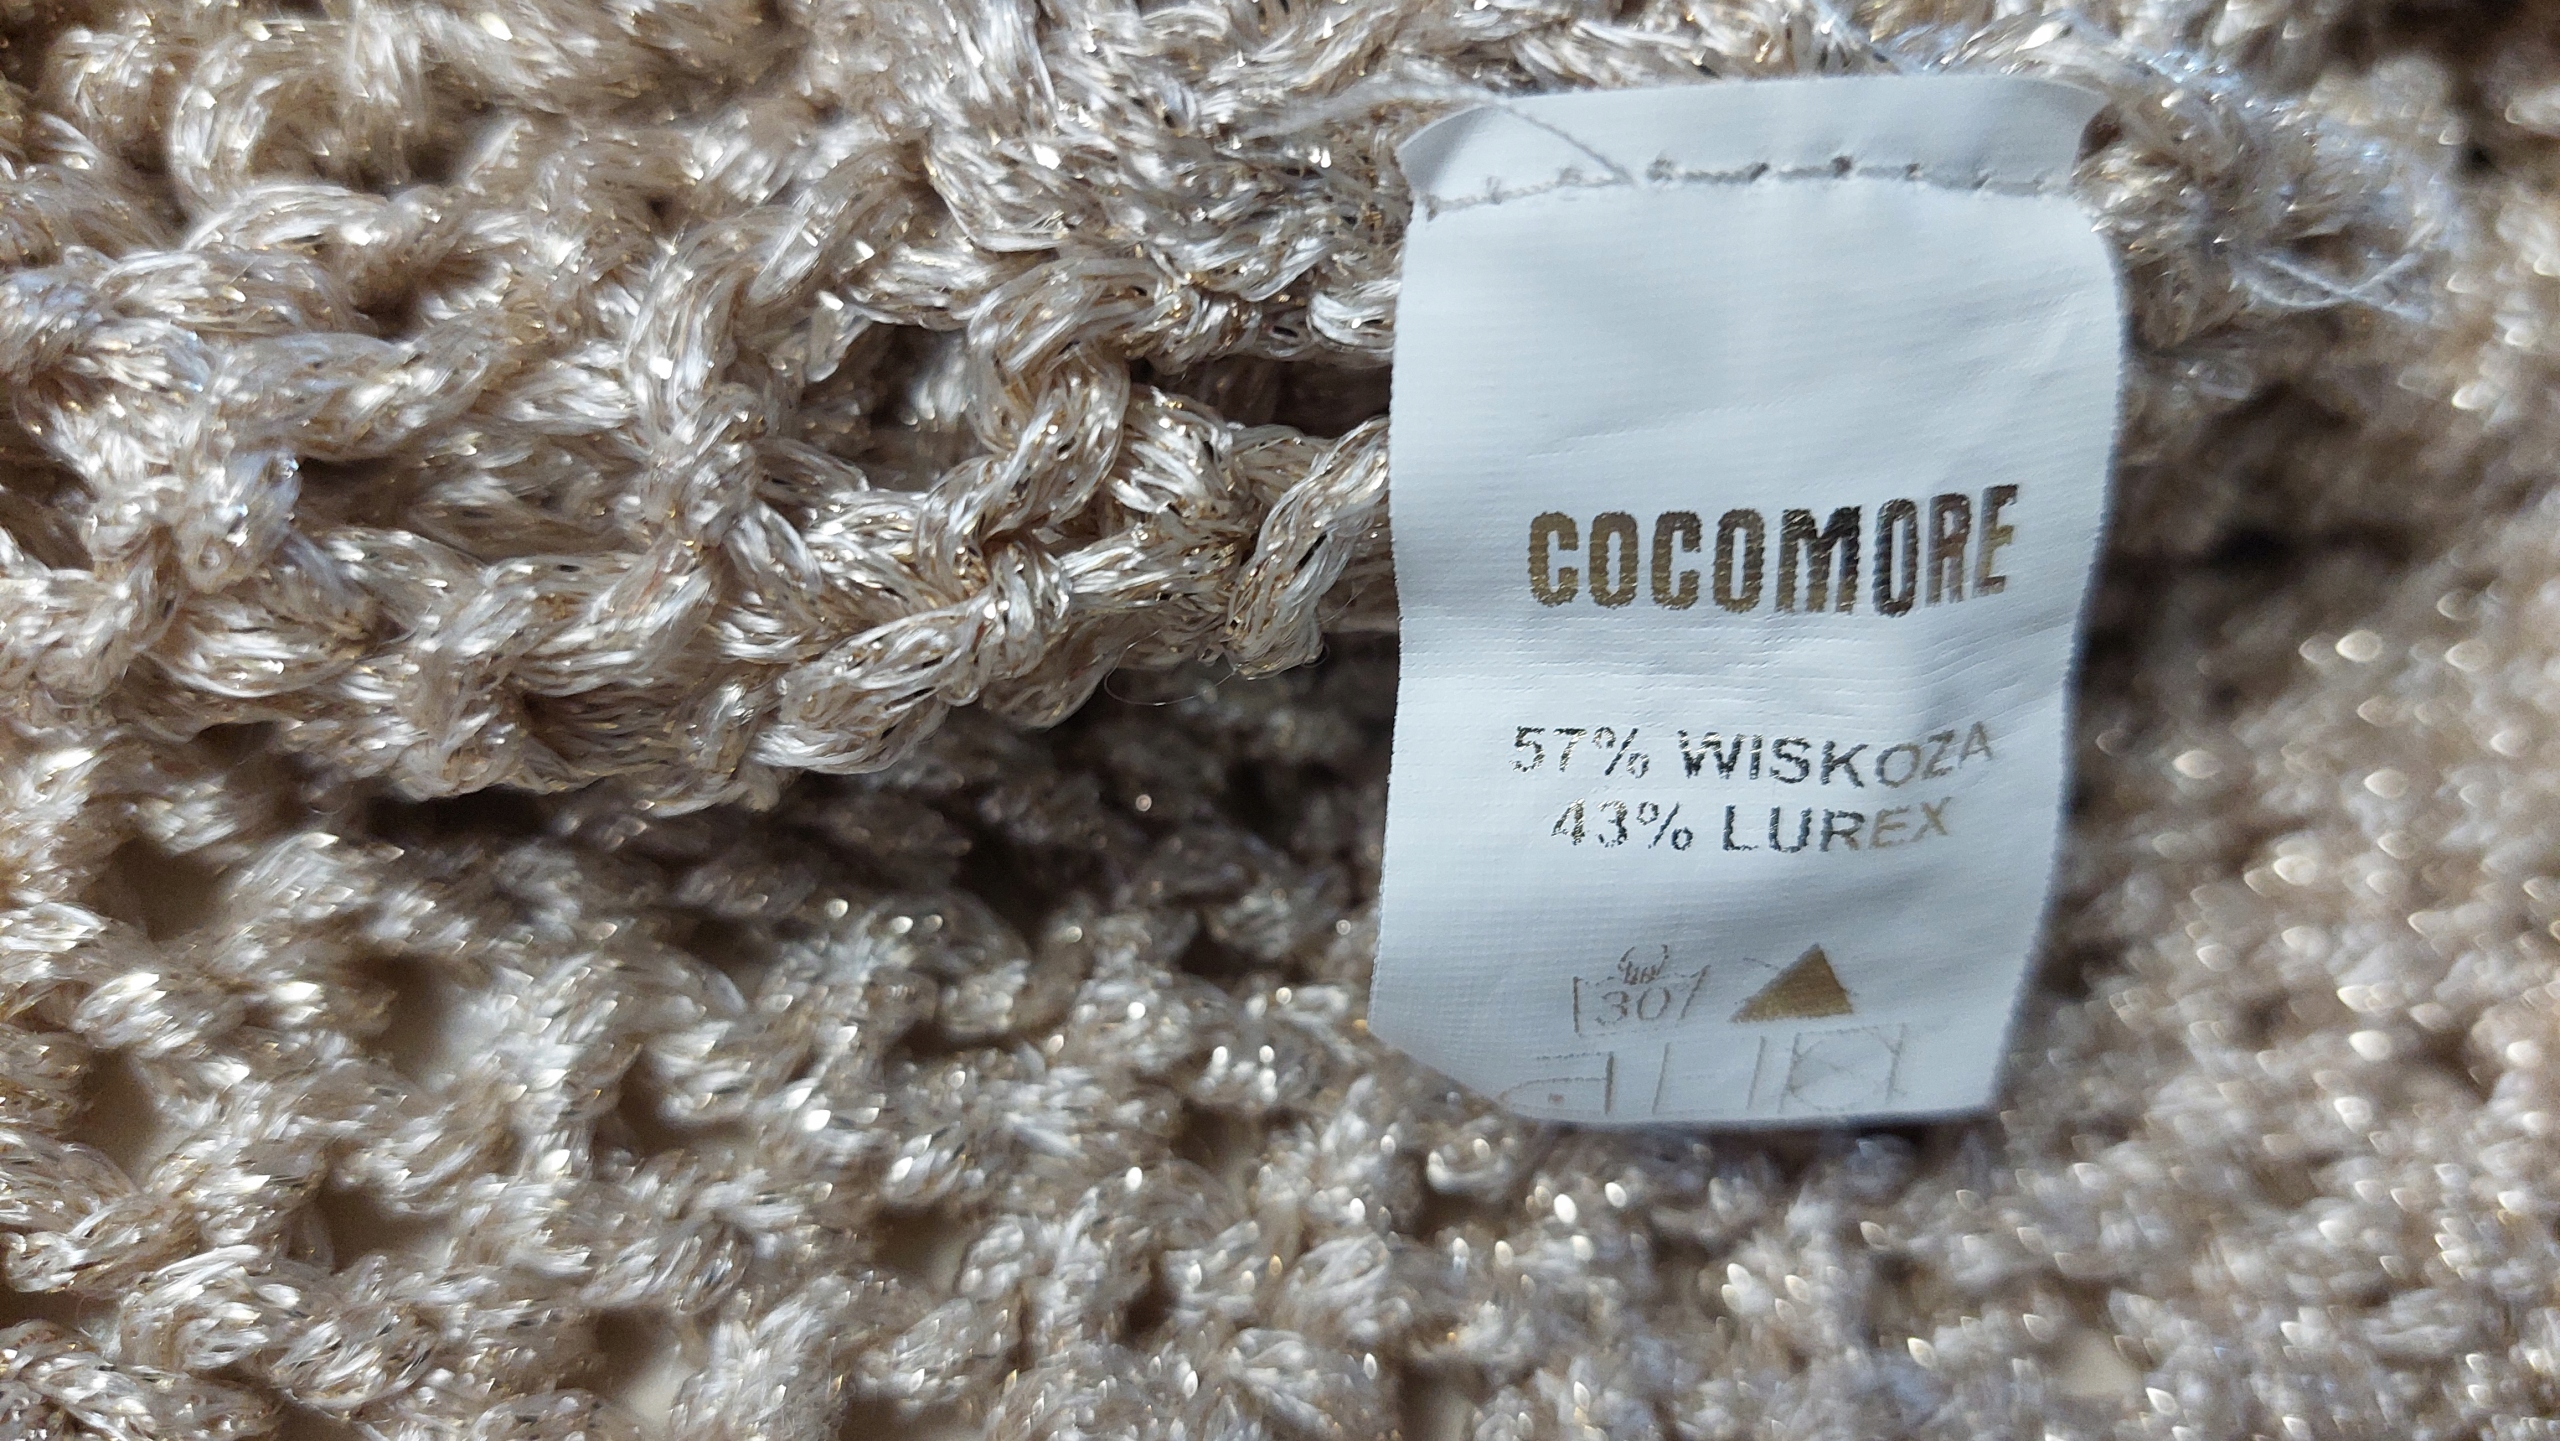 COCOMORE
57% WISKOZA
43% LUREX
30